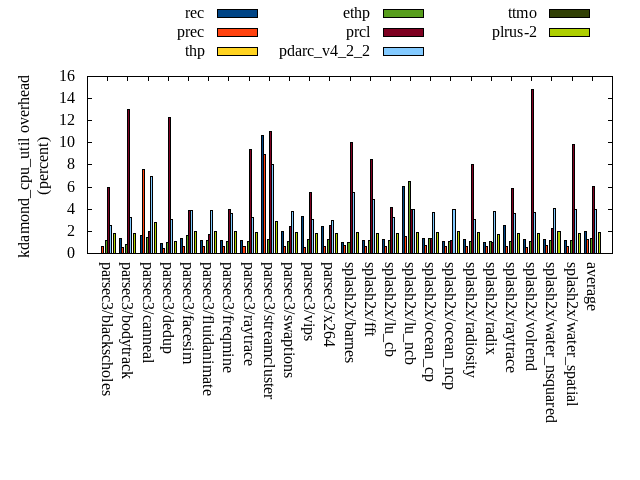 rec ethp ttmo
prec prcl plrus-2
thp pdarc_v4_2_2
kdamond_cpu_util overhead
(percent)
16
14
12
10
8
6
4
2
0
parsec3/blackscholes
parsec3/bodytrack
parsec3/canneal
parsec3/dedup
parsec3/facesim
parsec3/fluidanimate
parsec3/freqmine
parsec3/raytrace
parsec3/streamcluster
parsec3/swaptions
parsec3/vips
parsec3/x264
splash2x/barnes
splash2x/fft
splash2x/lu_cb
splash2x/lu_ncb
splash2x/ocean_cp
splash2x/ocean_ncp
splash2x/radiosity
splash2x/radix
splash2x/raytrace
splash2x/volrend
splash2x/water_nsquared
splash2x/water_spatial
average